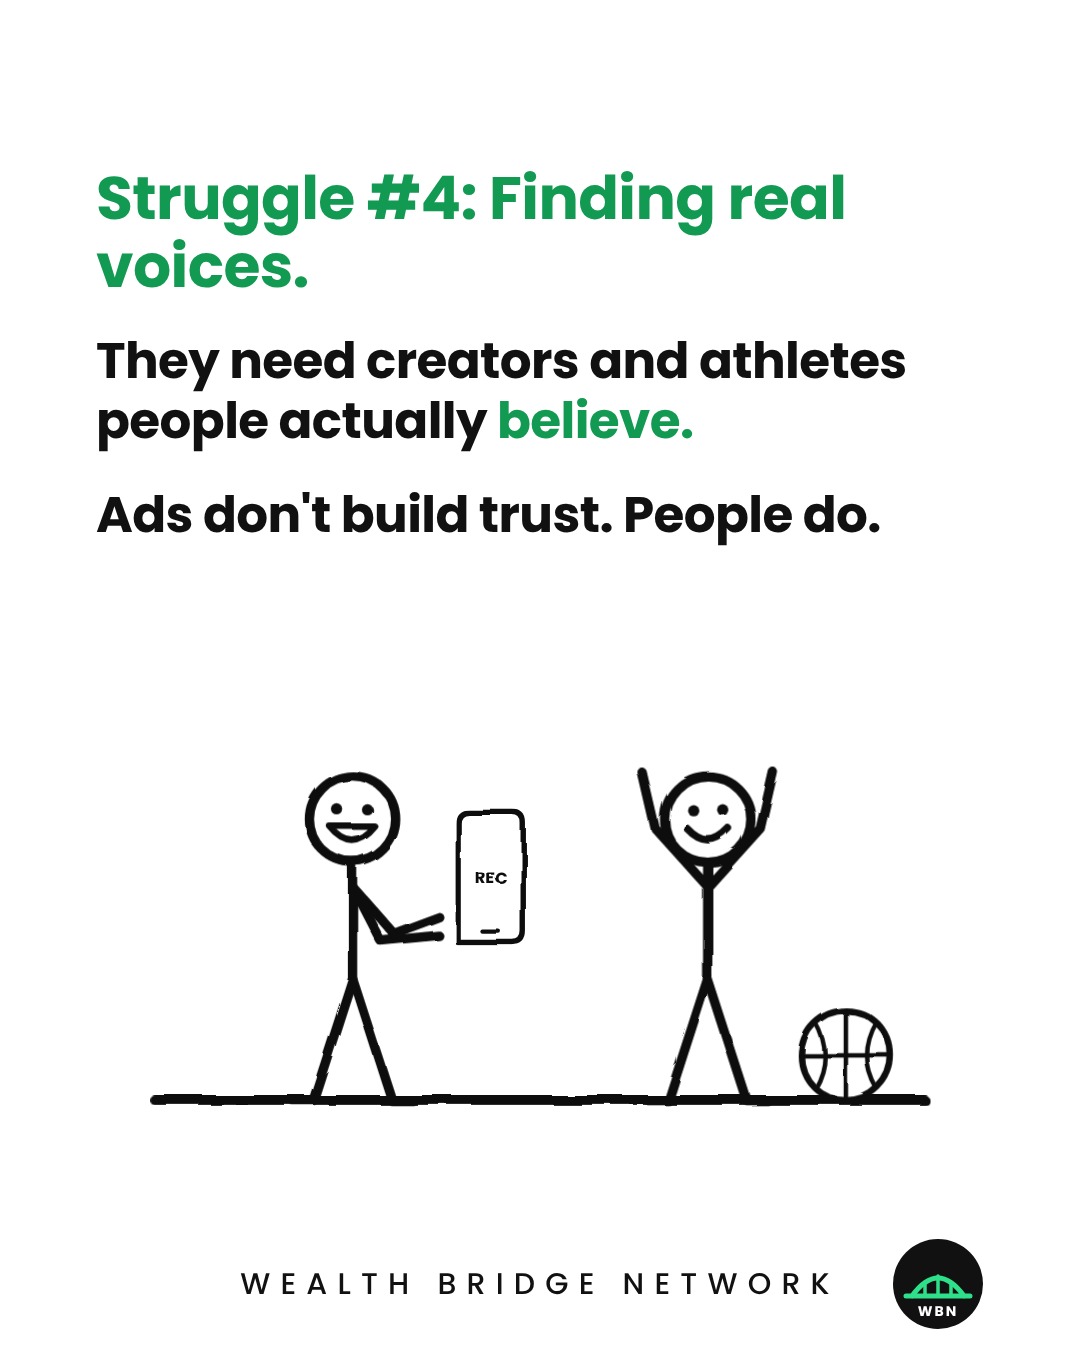 Struggle #4: Finding real
voices.
They need creators and athletes
people actually believe.
Ads don't build trust. People do.
REC
WEALTH BRIDGE NETWORK
WBN